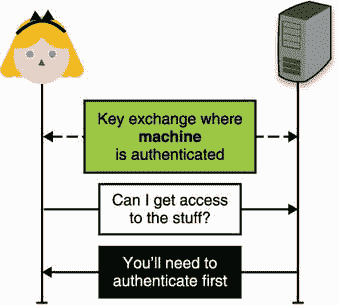 Key exchange where
machine
is authenticated
Can I get access
to the stuff?
You'll need to
authenticate first